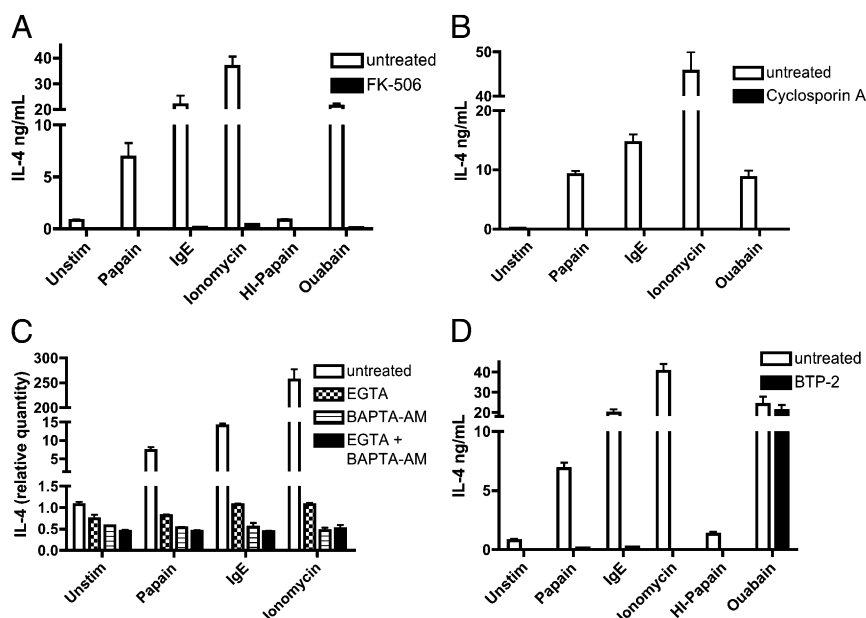 A
IL-4 ng/mL
40
30
20
10
5
0
untreated
FK-506
Unstim
Papain
IgE
Ionomycin
HI-Papain
Ouabain
B
IL-4 ng/mL
50
40
20
10
0
untreated
Cyclosporin A
Unstim
Papain
IgE
Ionomycin
Ouabain
C
IL-4 (relative quantity)
300
250
200
15
10
5
1.5
1.0
0.5
0.0
untreated
EGTA
BAPTA-AM
EGTA +
BAPTA-AM
Unstim
Papain
IgE
Ionomycin
D
IL-4 ng/mL
40
30
20
10
5
0
untreated
BTP-2
Unstim
Papain
IgE
Ionomycin
HI-Papain
Ouabain